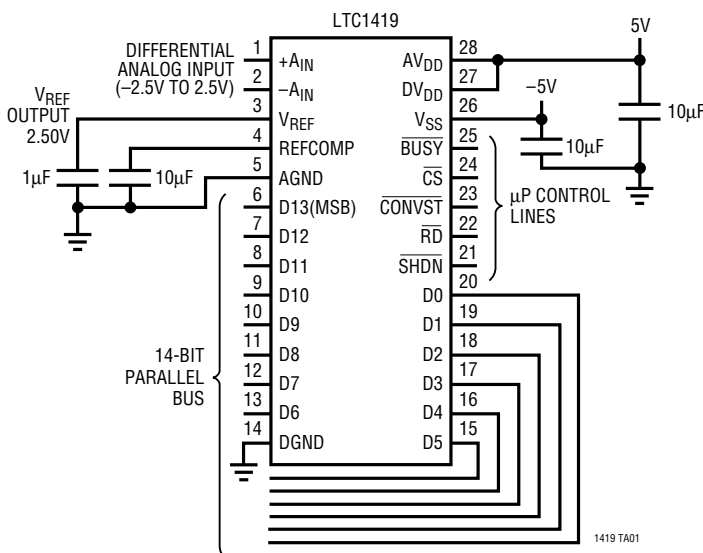 LTC1419
DIFFERENTIAL
ANALOG INPUT
(–2.5V TO 2.5V)
VREF
OUTPUT
2.50V
1µF
10µF
14-BIT
PARALLEL
BUS
1 +AIN
2 –AIN
3 VREF
4 REFCOMP
5 AGND
6 D13(MSB)
7 D12
8 D11
9 D10
10 D9
11 D8
12 D7
13 D6
14 DGND
AVDD 28
DVDD 27
VSS 26
BUSY 25
CS 24
CONVST 23
RD 22
SHDN 21
D0 20
D1 19
D2 18
D3 17
D4 16
D5 15
5V
–5V
10µF
10µF
µP CONTROL
LINES
1419 TA01